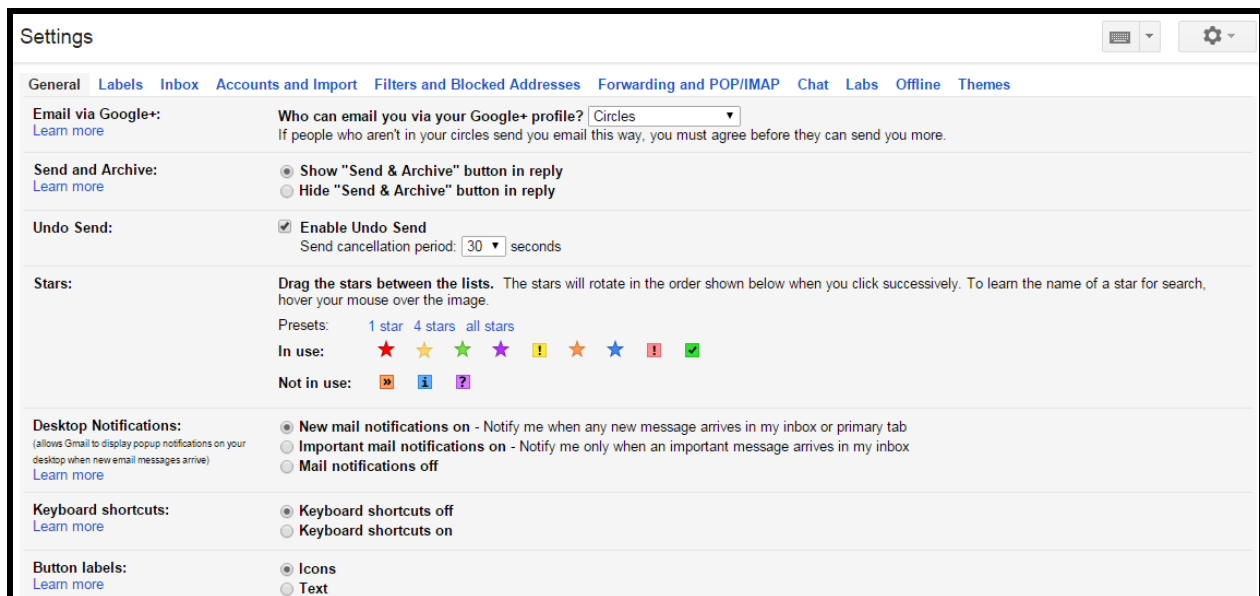 Settings
General Labels Inbox Accounts and Import Filters and Blocked Addresses Forwarding and POP/IMAP Chat Labs Offline Themes
Email via Google+:
Learn more
Who can email you via your Google+ profile? Circles
If people who aren't in your circles send you email this way, you must agree before they can send you more.
Send and Archive:
Learn more
Show "Send & Archive" button in reply
Hide "Send & Archive" button in reply
Undo Send:
Enable Undo Send
Send cancellation period: 30 seconds
Stars:
Drag the stars between the lists. The stars will rotate in the order shown below when you click successively. To learn the name of a star for search,
hover your mouse over the image.
Presets: 1 star 4 stars all stars
In use: ! !
Not in use: » i ?
Desktop Notifications:
(allows Gmail to display popup notifications on your
desktop when new email messages arrive)
Learn more
New mail notifications on - Notify me when any new message arrives in my inbox or primary tab
Important mail notifications on - Notify me only when an important message arrives in my inbox
Mail notifications off
Keyboard shortcuts:
Learn more
Keyboard shortcuts off
Keyboard shortcuts on
Button labels:
Learn more
Icons
Text